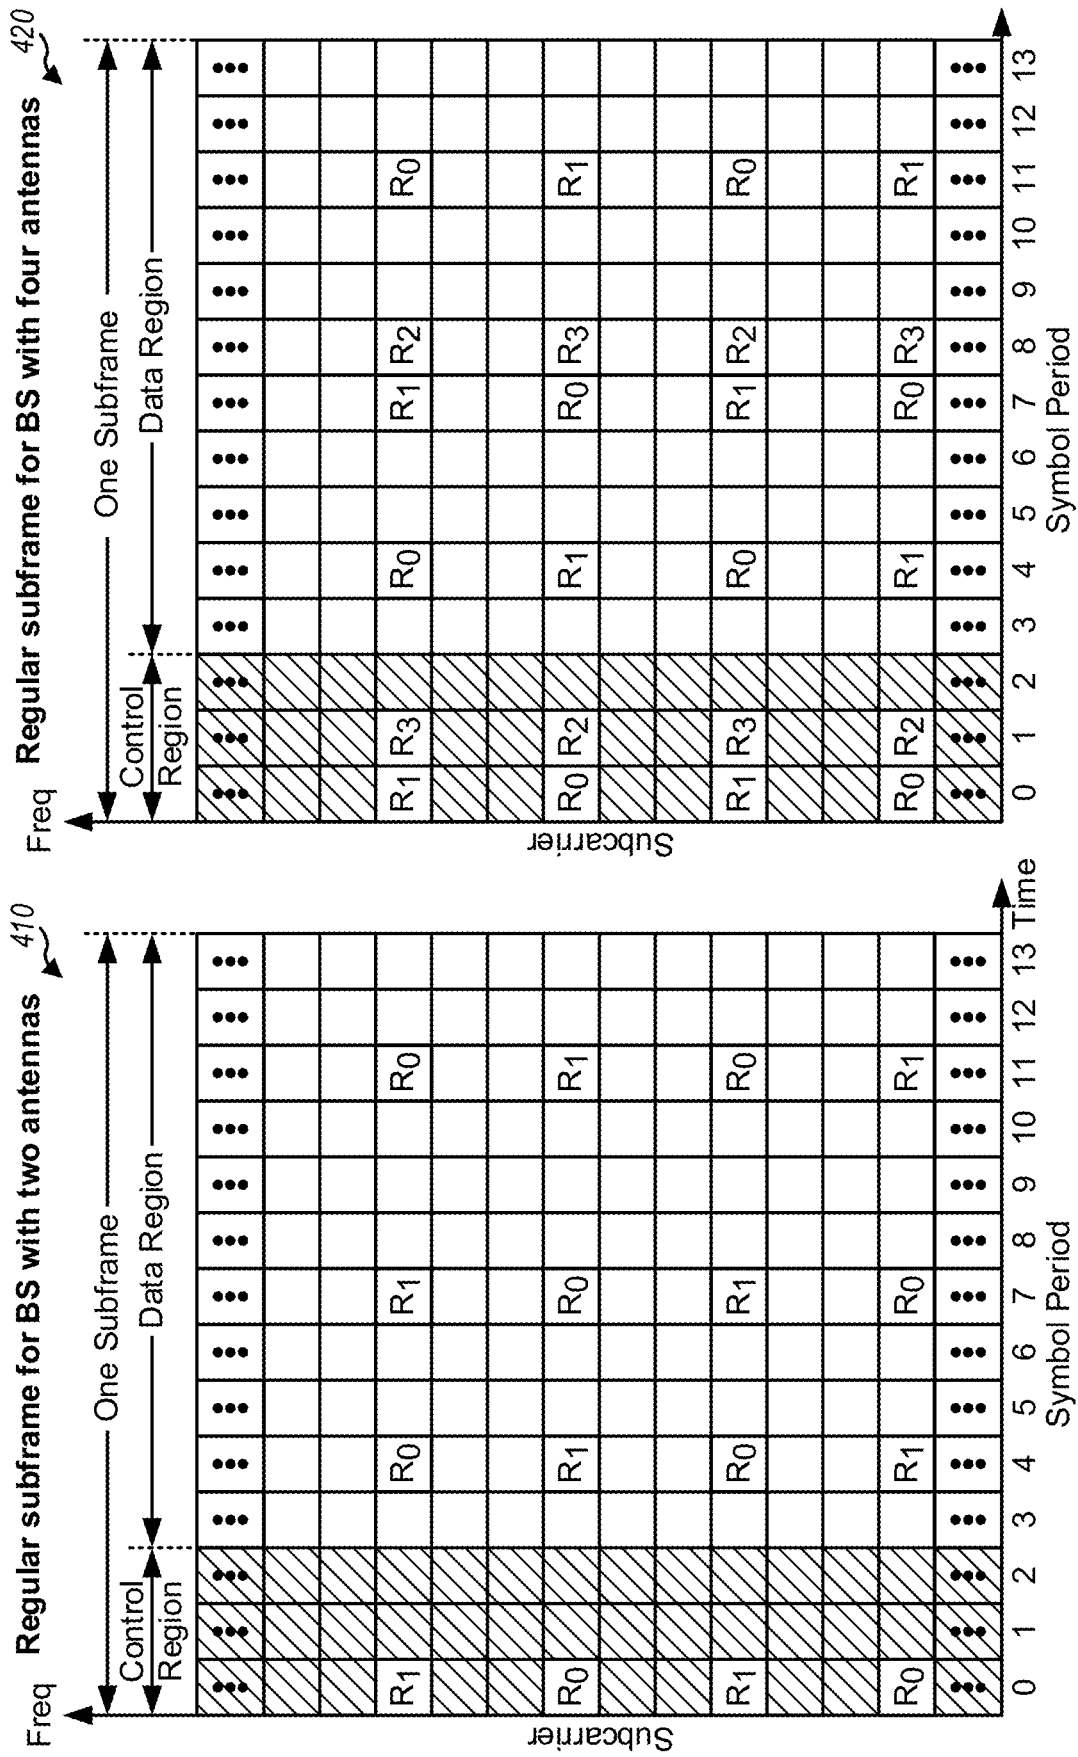 Regular subframe for BS with two antennas 410
Freq
One Subframe
Control Region
Data Region
Subcarrier
••• ••• ••• ••• ••• ••• ••• ••• ••• ••• ••• ••• ••• •••
R1 R0 R1 R0
R0 R1 R0 R1
R1 R0 R1 R0
R0 R1 R0 R1
••• ••• ••• ••• ••• ••• ••• ••• ••• ••• ••• ••• ••• •••
0 1 2 3 4 5 6 7 8 9 10 11 12 13
Symbol Period
Time
Regular subframe for BS with four antennas 420
Freq
One Subframe
Control Region
Data Region
Subcarrier
••• ••• ••• ••• ••• ••• ••• ••• ••• ••• ••• ••• ••• •••
R1 R3 R0 R1 R2 R0
R0 R2 R1 R0 R3 R1
R1 R3 R0 R1 R2 R0
R0 R2 R1 R0 R3 R1
••• ••• ••• ••• ••• ••• ••• ••• ••• ••• ••• ••• ••• •••
0 1 2 3 4 5 6 7 8 9 10 11 12 13
Symbol Period